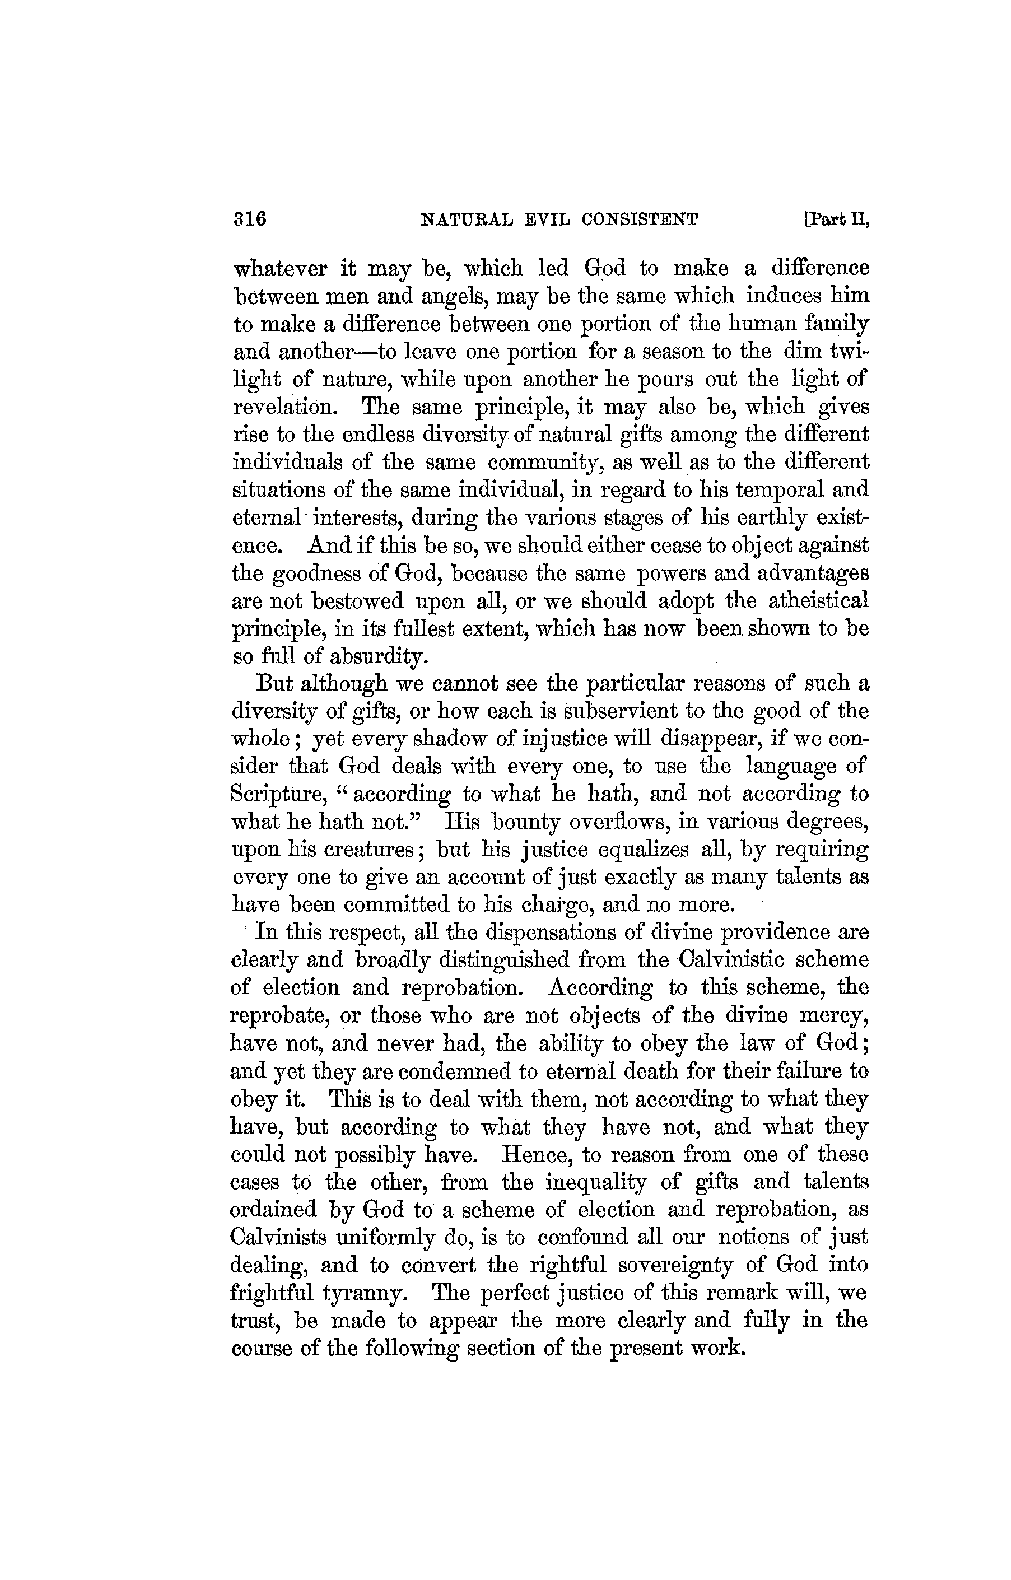 316 NATURAL EVIL CONSISTENT [Part II,
whatever it may be, which led God to make a difference
between men and angels, may be the same which induces him
to make a difference between one portion of the human family
and another—to leave one portion for a season to the dim twi-
light of nature, while upon another he pours out the light of
revelation. The same principle, it may also be, which gives
rise to the endless diversity of natural gifts among the different
individuals of the same community, as well as to the different
situations of the same individual, in regard to his temporal and
eternal interests, during the various stages of his earthly exist-
ence. And if this be so, we should either cease to object against
the goodness of God, because the same powers and advantages
are not bestowed upon all, or we should adopt the atheistical
principle, in its fullest extent, which has now been shown to be
so full of absurdity.
But although we cannot see the particular reasons of such a
diversity of gifts, or how each is subservient to the good of the
whole; yet every shadow of injustice will disappear, if we con-
sider that God deals with every one, to use the language of
Scripture, “according to what he hath, and not according to
what he hath not.” His bounty overflows, in various degrees,
upon his creatures; but his justice equalizes all, by requiring
every one to give an account of just exactly as many talents as
have been committed to his charge, and no more.
In this respect, all the dispensations of divine providence are
clearly and broadly distinguished from the Calvinistic scheme
of election and reprobation. According to this scheme, the
reprobate, or those who are not objects of the divine mercy,
have not, and never had, the ability to obey the law of God;
and yet they are condemned to eternal death for their failure to
obey it. This is to deal with them, not according to what they
have, but according to what they have not, and what they
could not possibly have. Hence, to reason from one of these
cases to the other, from the inequality of gifts and talents
ordained by God to a scheme of election and reprobation, as
Calvinists uniformly do, is to confound all our notions of just
dealing, and to convert the rightful sovereignty of God into
frightful tyranny. The perfect justice of this remark will, we
trust, be made to appear the more clearly and fully in the
course of the following section of the present work.